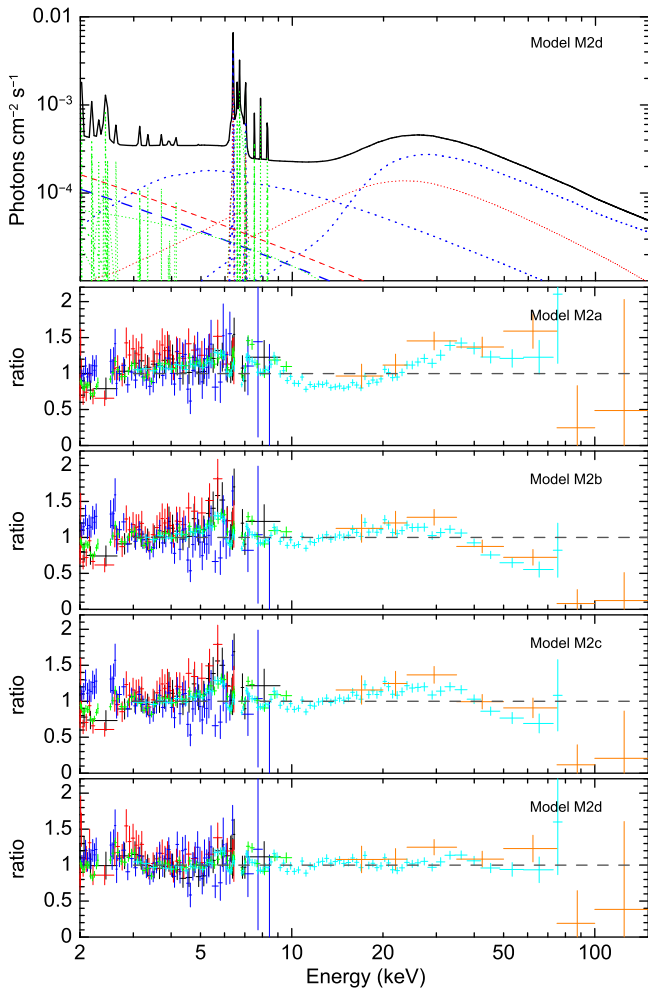 0.01
Model M2d
10⁻³
Photons cm⁻² s⁻¹
10⁻⁴
2
Model M2a
1.5
ratio
1
0.5
0
2
Model M2b
1.5
ratio
1
0.5
0
2
Model M2c
1.5
ratio
1
0.5
0
2
Model M2d
1.5
ratio
1
0.5
0
2 5 10 20 50 100
Energy (keV)